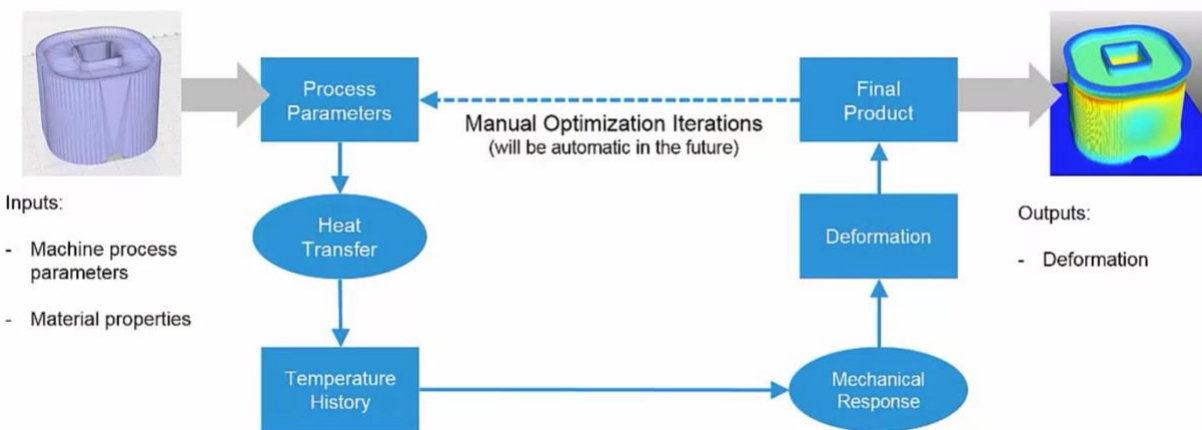 Process
Parameters
Final
Product
Manual Optimization Iterations
(will be automatic in the future)
Inputs:
- Machine process
parameters
- Material properties
Heat
Transfer
Deformation
Outputs:
- Deformation
Temperature
History
Mechanical
Response